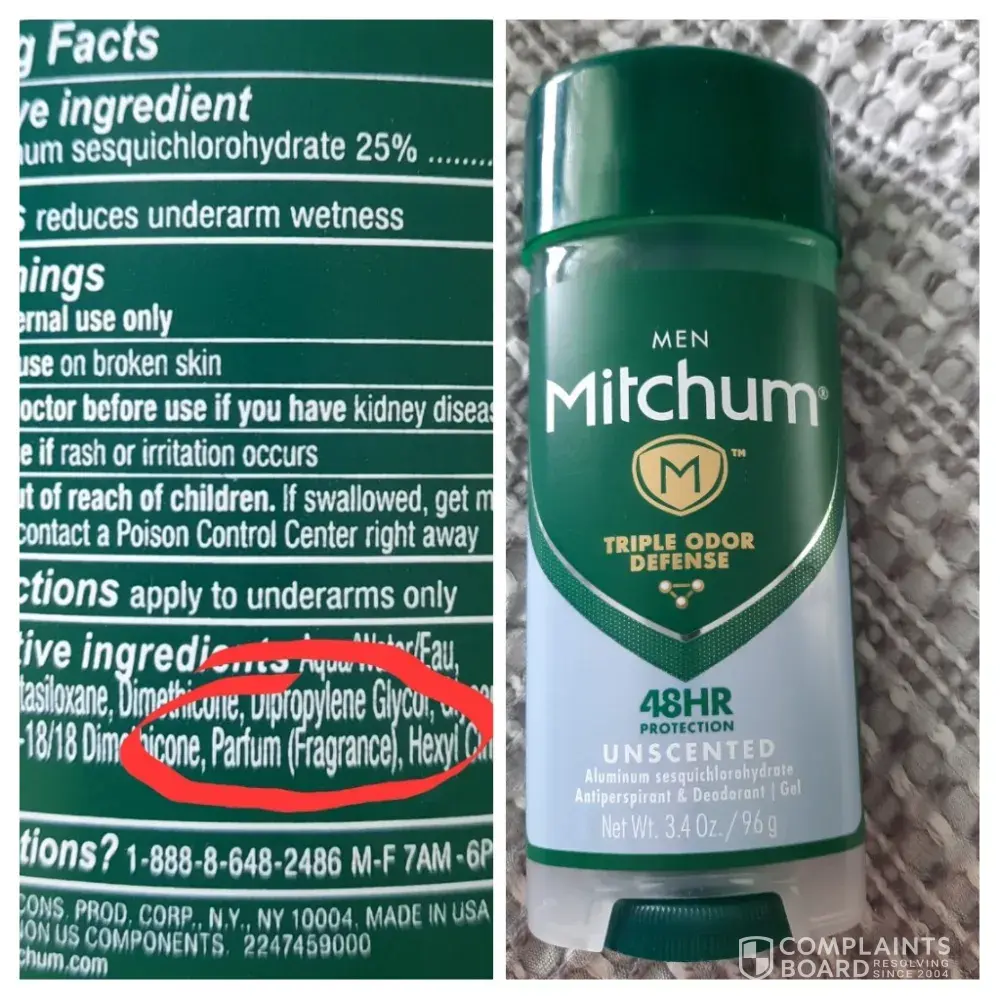 g Facts
ve ingredient
um sesquichlorohydrate 25% ........
s reduces underarm wetness
nings
ernal use only
use on broken skin
octor before use if you have kidney diseas
e if rash or irritation occurs
ut of reach of children. If swallowed, get m
contact a Poison Control Center right away
ctions apply to underarms only
tive ingredients Aqua/Water/Eau,
tasiloxane, Dimethicone, Dipropylene Glycol,
-18/18 Dimethicone, Parfum (Fragrance), Hexyl
tions? 1-888-8-648-2486 M-F 7AM-6P
CONS. PROD. CORP., N.Y., NY 10004. MADE IN USA
ON US COMPONENTS. 2247459000
chum.com
MEN
Mitchum®
M™
TRIPLE ODOR
DEFENSE
48HR
PROTECTION
UNSCENTED
Aluminum sesquichlorohydrate
Antiperspirant & Deodorant | Gel
Net Wt. 3.4 Oz./96 g
COMPLAINTS
BOARD RESOLVING
SINCE 2004